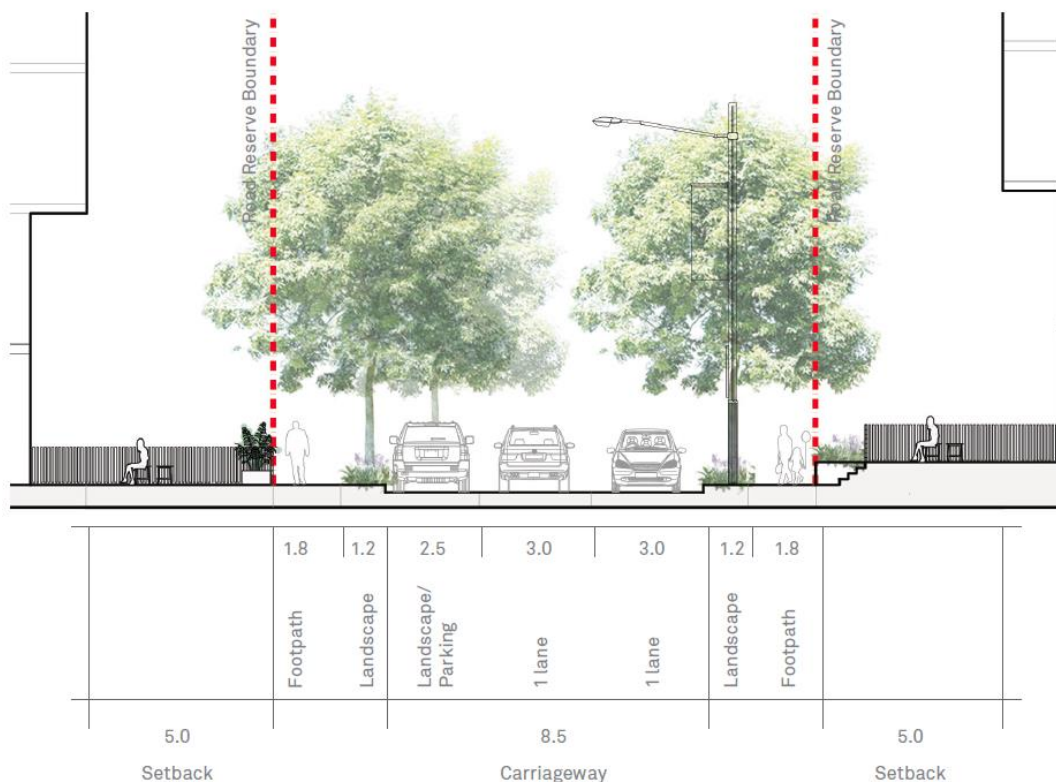 Road Reserve Boundary
Road Reserve Boundary
1.8
1.2
2.5
3.0
3.0
1.2
1.8
Footpath
Landscape
Landscape/
Parking
1 lane
1 lane
Landscape
Footpath
5.0
8.5
5.0
Setback
Carriageway
Setback